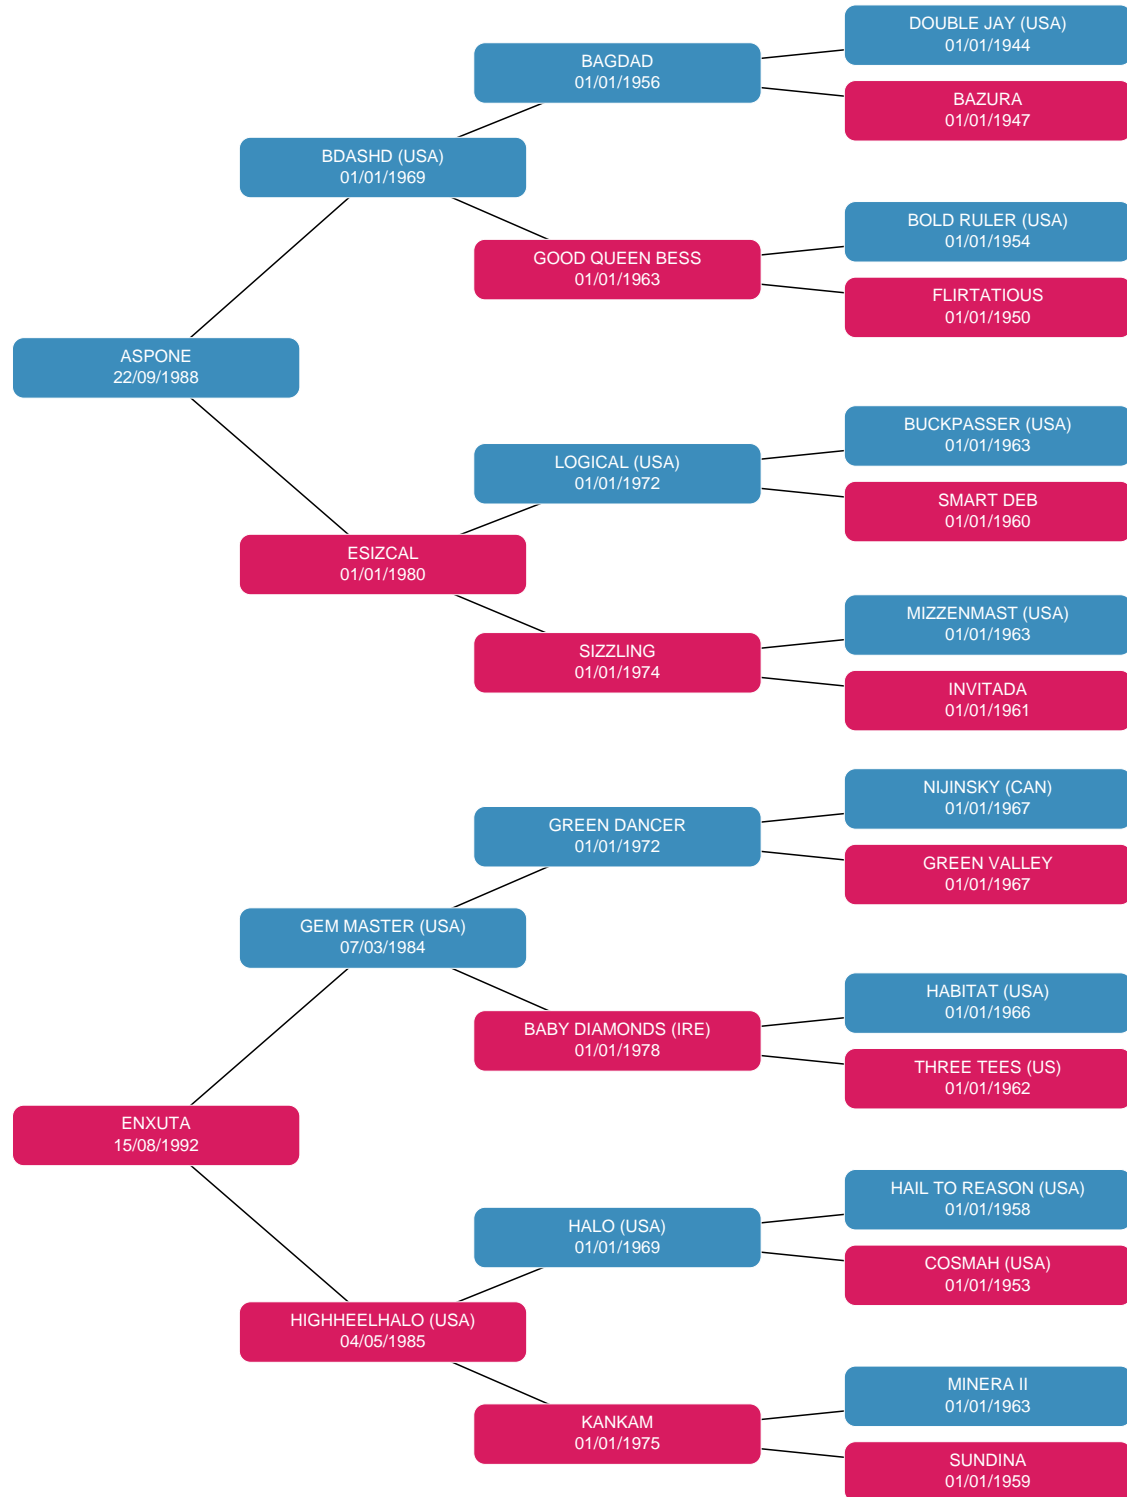 DOUBLE JAY (USA)
01/01/1944
BAGDAD
01/01/1956
BAZURA
01/01/1947
BDASHD (USA)
01/01/1969
BOLD RULER (USA)
01/01/1954
GOOD QUEEN BESS
01/01/1963
FLIRTATIOUS
01/01/1950
ASPONE
22/09/1988
BUCKPASSER (USA)
01/01/1963
LOGICAL (USA)
01/01/1972
SMART DEB
01/01/1960
ESIZCAL
01/01/1980
MIZZENMAST (USA)
01/01/1963
SIZZLING
01/01/1974
INVITADA
01/01/1961
NIJINSKY (CAN)
01/01/1967
GREEN DANCER
01/01/1972
GREEN VALLEY
01/01/1967
GEM MASTER (USA)
07/03/1984
HABITAT (USA)
01/01/1966
BABY DIAMONDS (IRE)
01/01/1978
THREE TEES (US)
01/01/1962
ENXUTA
15/08/1992
HAIL TO REASON (USA)
01/01/1958
HALO (USA)
01/01/1969
COSMAH (USA)
01/01/1953
HIGHHEELHALO (USA)
04/05/1985
MINERA II
01/01/1963
KANKAM
01/01/1975
SUNDINA
01/01/1959